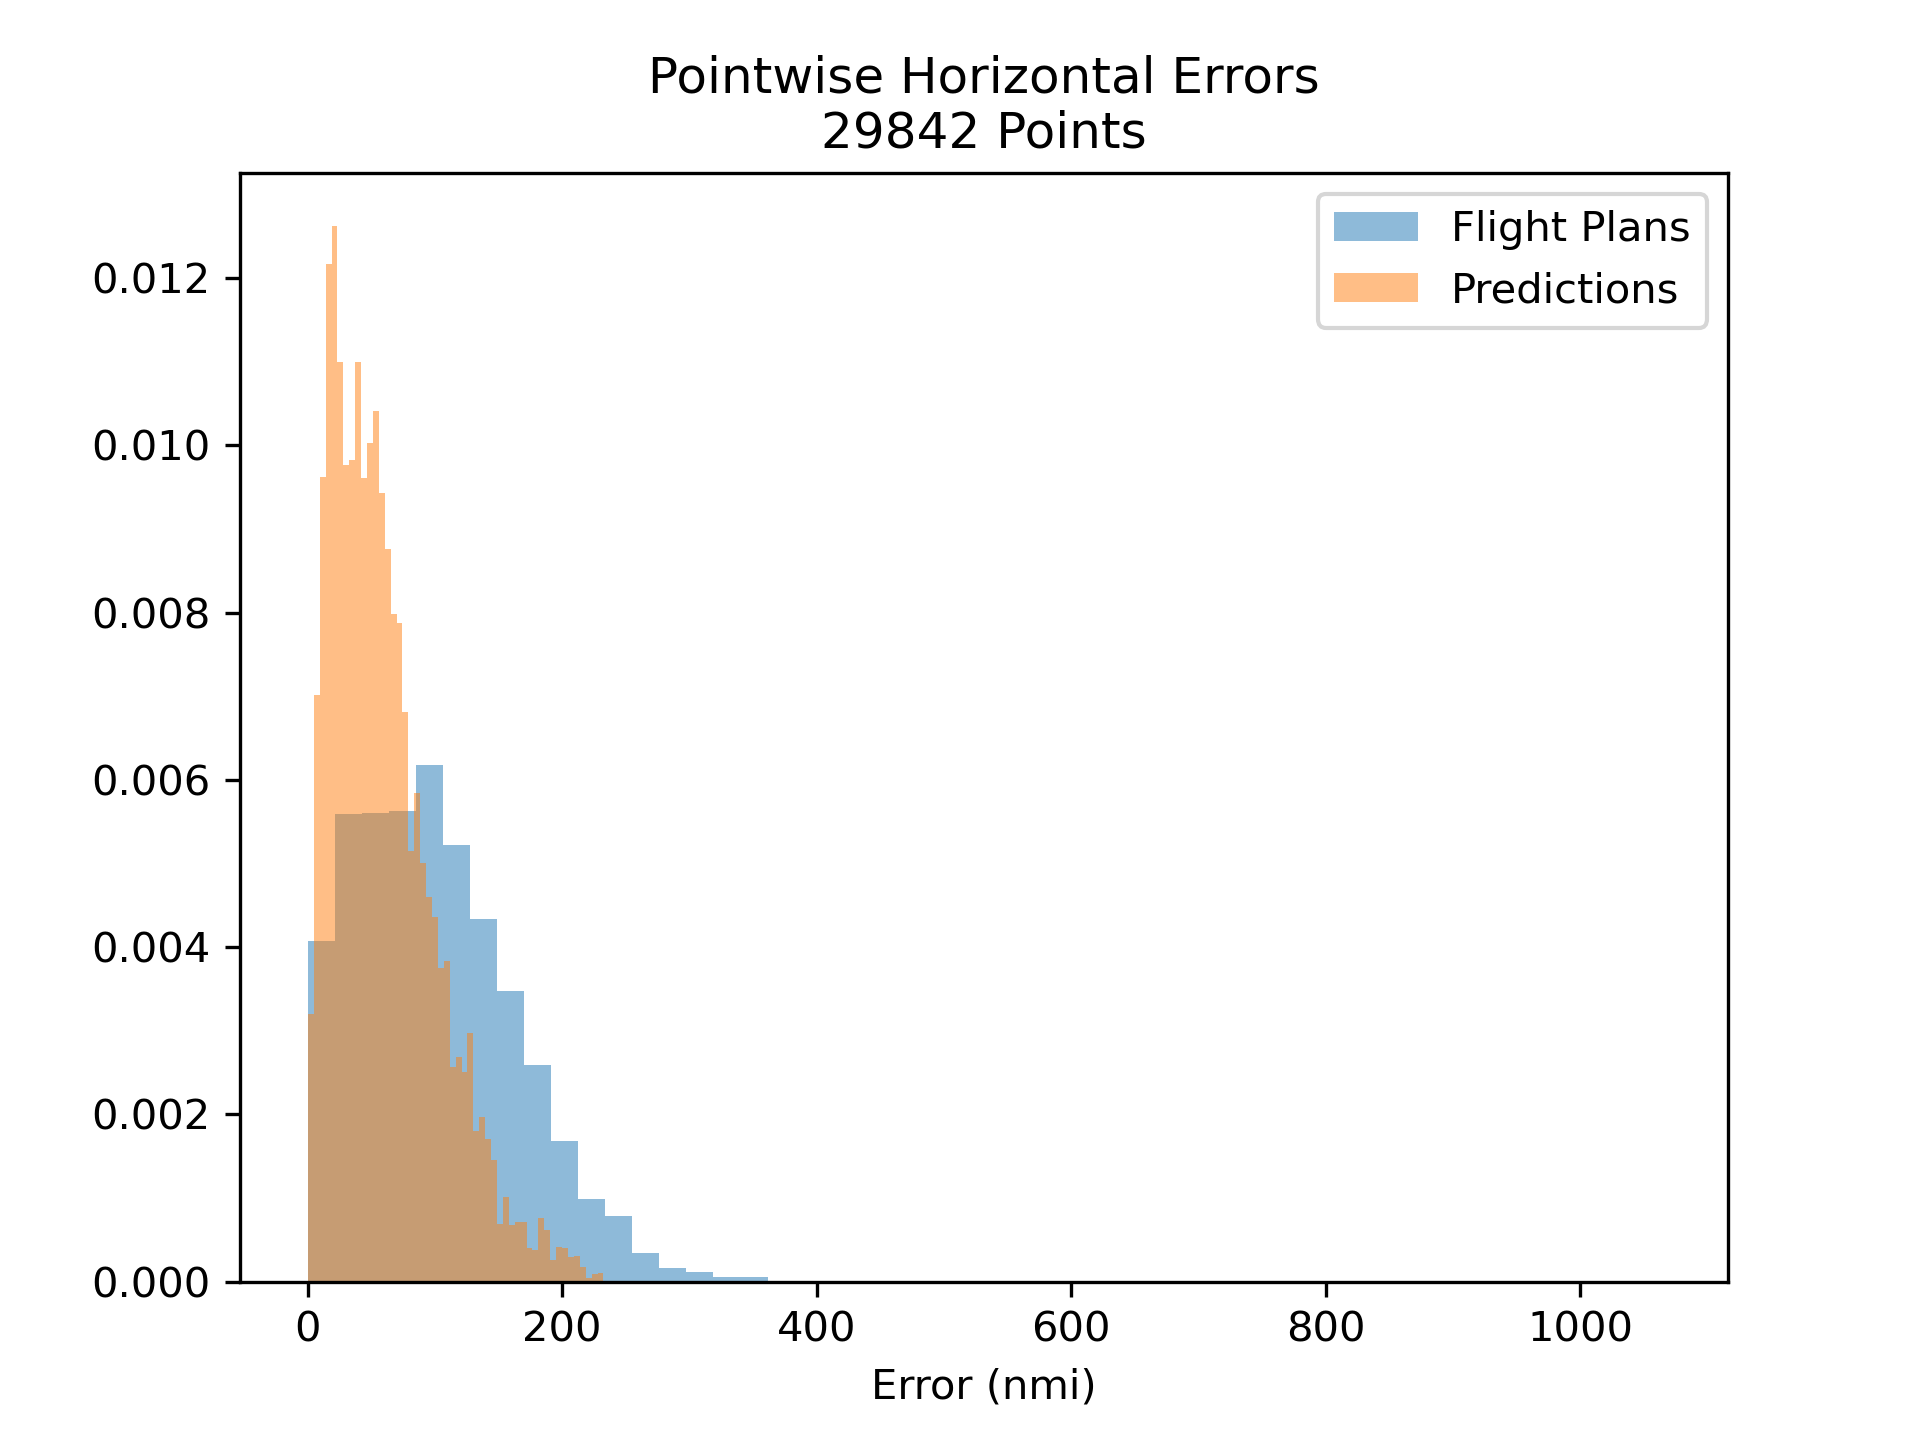 Pointwise Horizontal Errors
29842 Points
Flight Plans
Predictions
0.012
0.010
0.008
0.006
0.004
0.002
0.000
0 200 400 600 800 1000
Error (nmi)